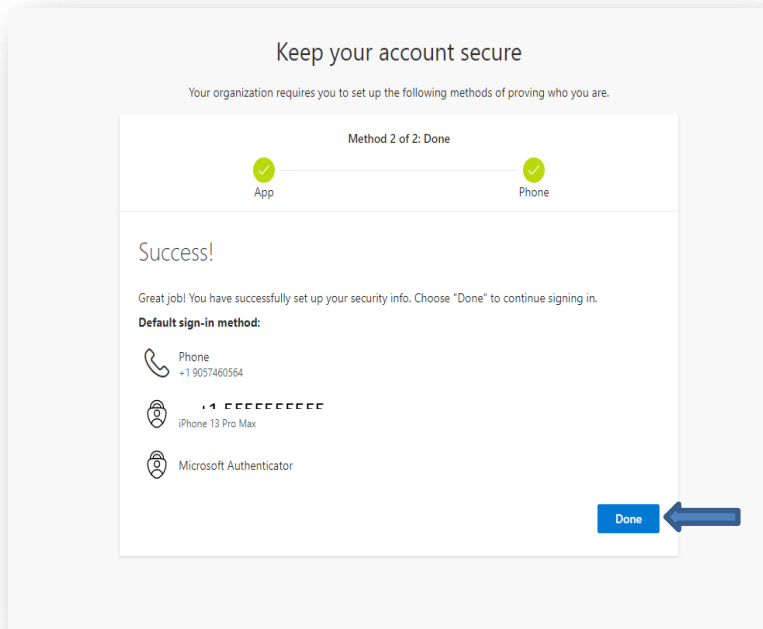 Keep your account secure
Your organization requires you to set up the following methods of proving who you are.
Method 2 of 2: Done
App
Phone
Success!
Great job! You have successfully set up your security info. Choose "Done" to continue signing in.
Default sign-in method:
Phone
+1 9057460564
iPhone 13 Pro Max
Microsoft Authenticator
Done